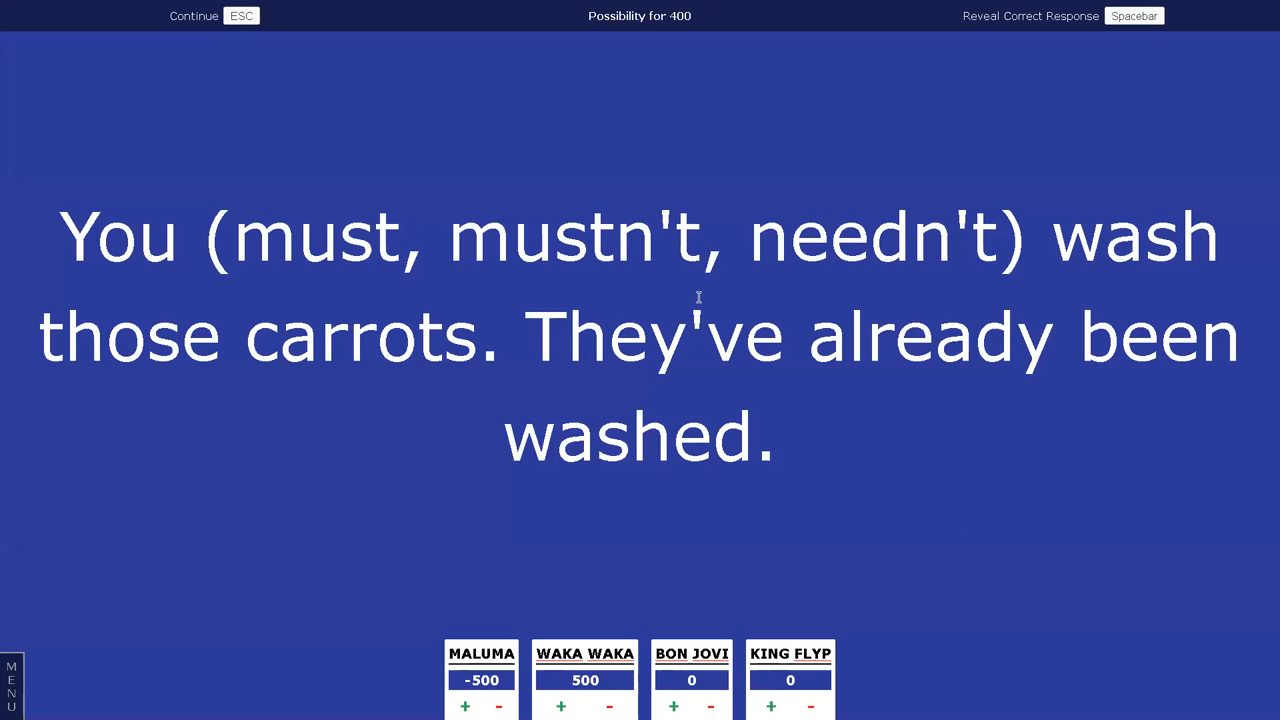 Continue ESC Possibility for 400 Reveal Correct Response Spacebar
You (must, mustn't, needn't) wash
those carrots. They've already been
washed.
MENU
MALUMA WAKA WAKA BON JOVI KING FLYP
-500 500 0 0
+ - + - + - + -